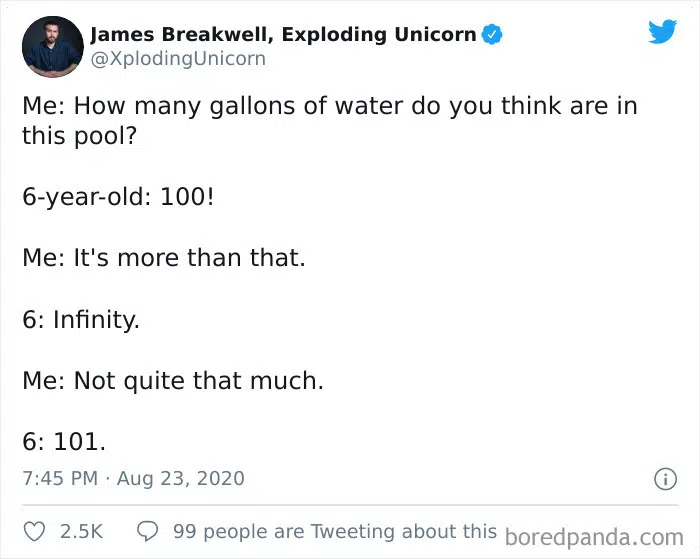 James Breakwell, Exploding Unicorn
@XplodingUnicorn
Me: How many gallons of water do you think are in
this pool?
6-year-old: 100!
Me: It's more than that.
6: Infinity.
Me: Not quite that much.
6: 101.
7:45 PM · Aug 23, 2020
2.5K 99 people are Tweeting about this
boredpanda.com